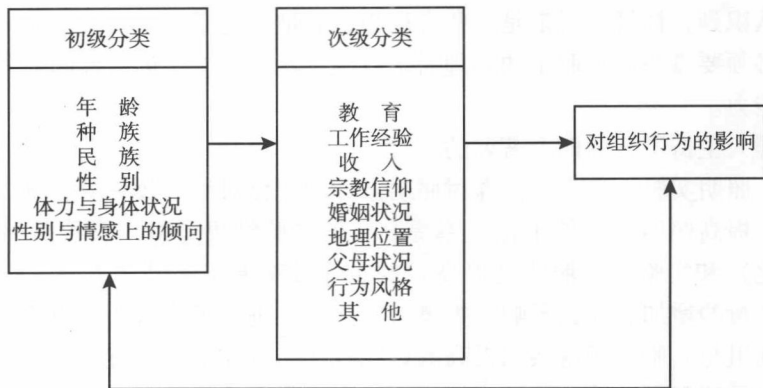 初级分类
年 龄
种 族
民 族
性 别
体力与身体状况
性别与情感上的倾向
次级分类
教 育
工作经验
收 入
宗教信仰
婚姻状况
地理位置
父母状况
行为风格
其 他
对组织行为的影响